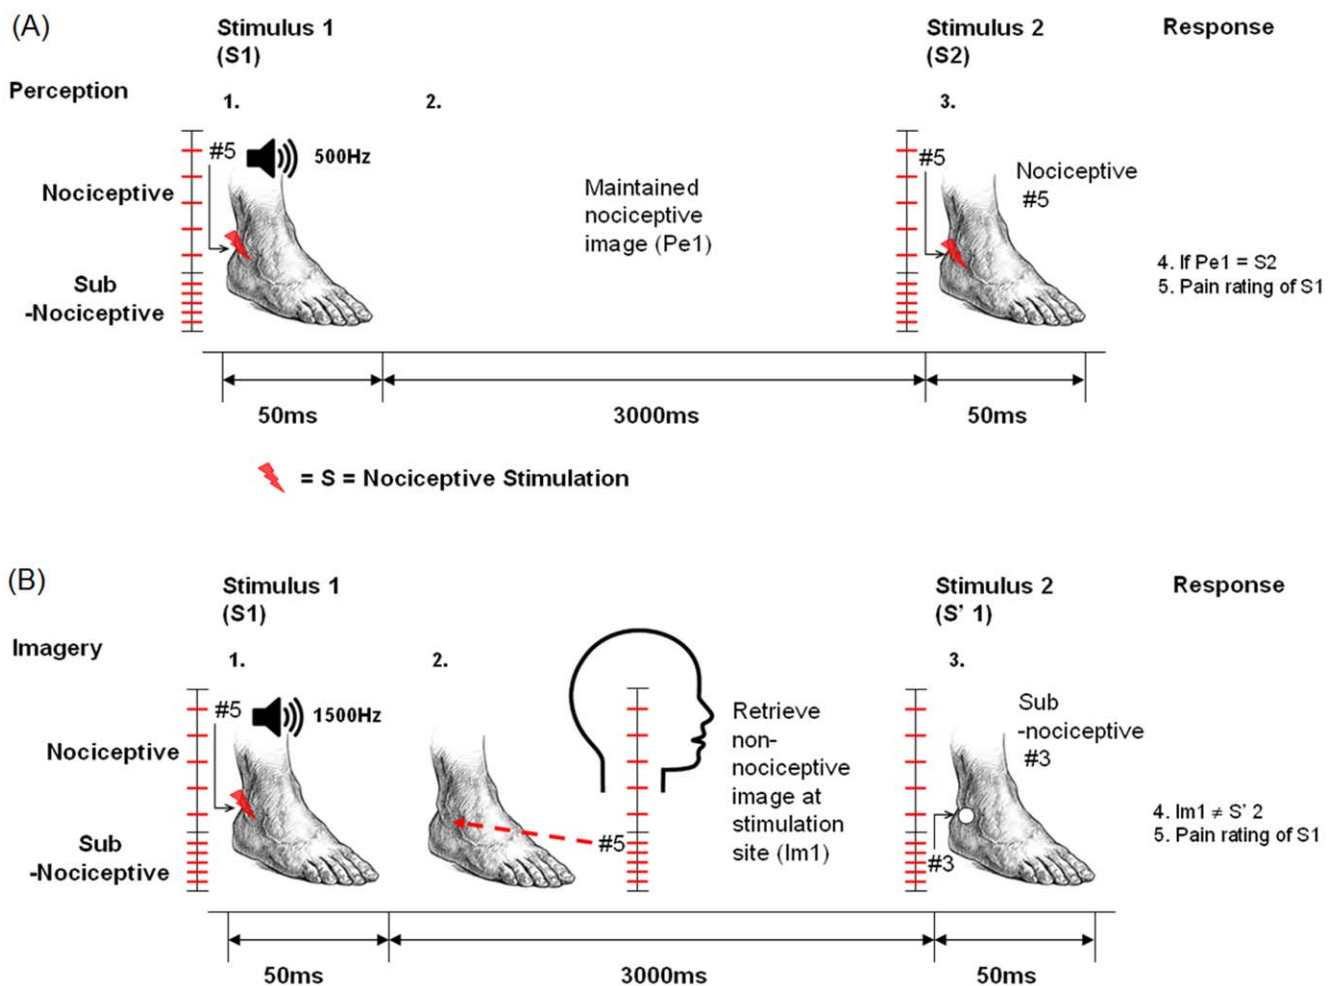 (A)
Stimulus 1
(S1)
Stimulus 2
(S2)
Response
Perception
1.
2.
3.
#5
500Hz
Nociceptive
Sub
-Nociceptive
Maintained
nociceptive
image (Pe1)
#5
Nociceptive
#5
4. If Pe1 = S2
5. Pain rating of S1
50ms
3000ms
50ms
= S = Nociceptive Stimulation
(B)
Stimulus 1
(S1)
Stimulus 2
(S' 1)
Response
Imagery
1.
2.
3.
#5
1500Hz
Nociceptive
Sub
-Nociceptive
#5
Retrieve
non-
nociceptive
image at
stimulation
site (Im1)
#3
Sub
-nociceptive
#3
4. Im1 ≠ S' 2
5. Pain rating of S1
50ms
3000ms
50ms